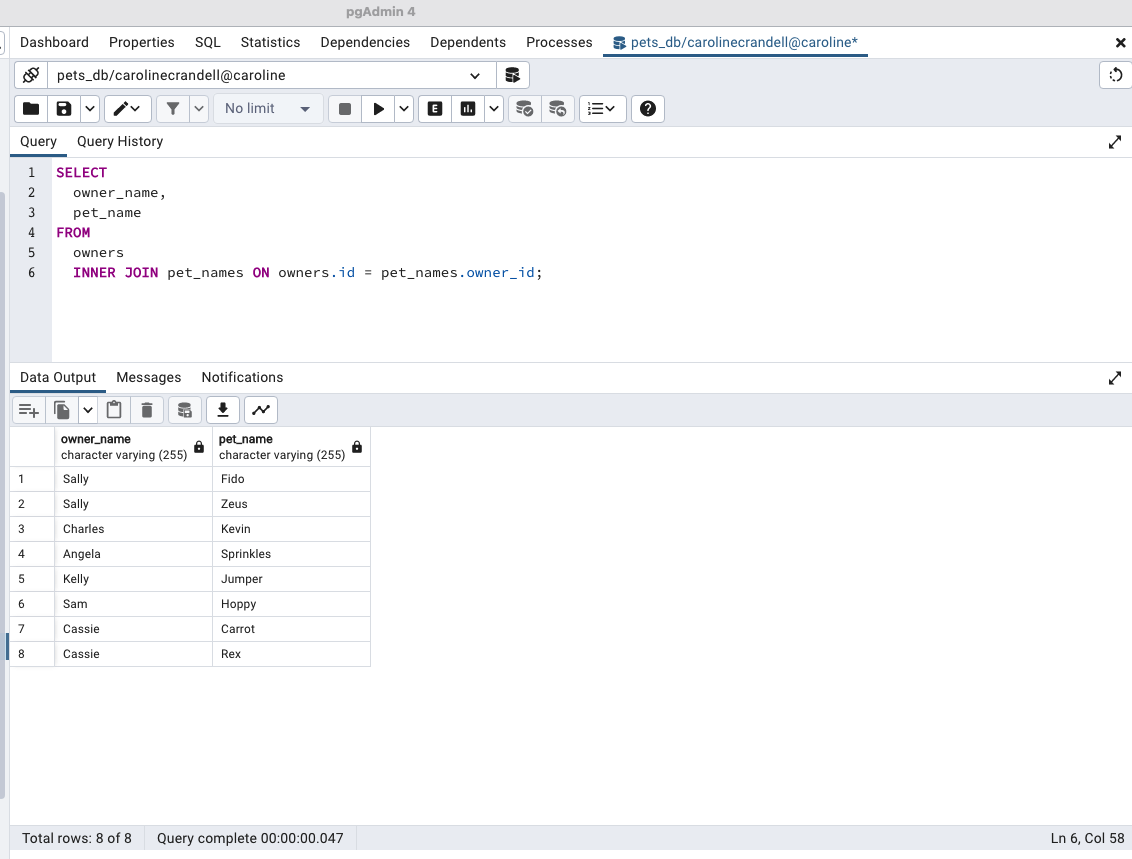 pgAdmin 4
Dashboard Properties SQL Statistics Dependencies Dependents Processes pets_db/carolinecrandell@caroline*
pets_db/carolinecrandell@caroline
No limit E
Query Query History
1 SELECT
2 owner_name,
3 pet_name
4 FROM
5 owners
6 INNER JOIN pet_names ON owners.id = pet_names.owner_id;
Data Output Messages Notifications
owner_name pet_name
character varying (255) character varying (255)
1 Sally Fido
2 Sally Zeus
3 Charles Kevin
4 Angela Sprinkles
5 Kelly Jumper
6 Sam Hoppy
7 Cassie Carrot
8 Cassie Rex
Total rows: 8 of 8 Query complete 00:00:00.047 Ln 6, Col 58